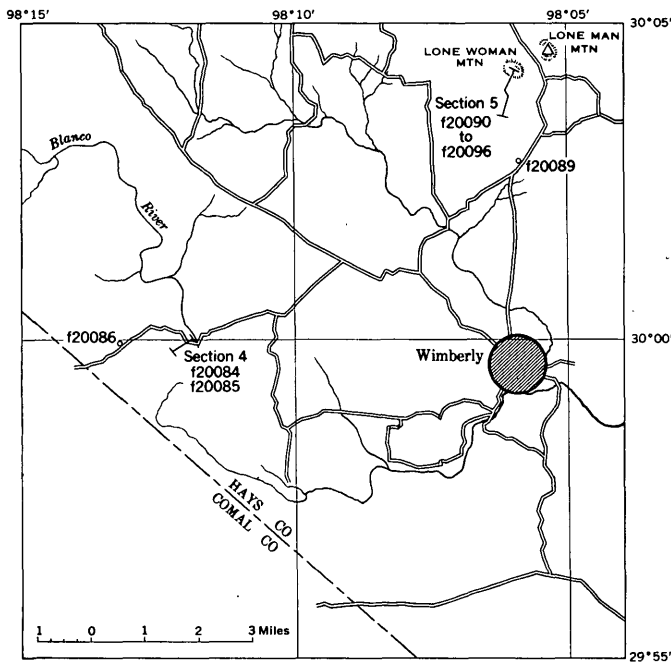 98°15' 98°10' 98°05' 30°05'
LONE WOMAN
MTN
LONE MAN
MTN
Section 5
f20090
to
f20096
f20089
Blanco
River
30°00'
f20086
Section 4
f20084
f20085
Wimberly
HAYS CO
COMAL CO
1 0 1 2 3 Miles
29°55'